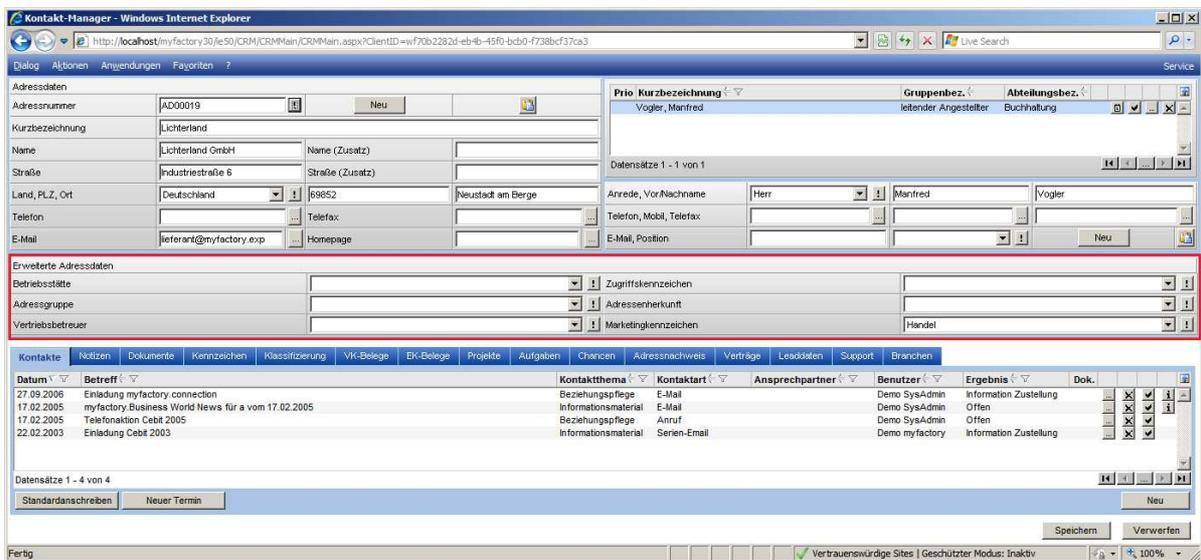 Kontakt-Manager - Windows Internet Explorer
http://localhost/myfactory30/ie50/CRM/CRMMain/CRMMain.aspx?ClientID=wf70b2282d-eb4b-45f0-bcb0-f738bcf37ca3
Live Search
Dialog Aktionen Anwendungen Favoriten ? Service
Adressdaten
Adressnummer AD00019 ! Neu
Kurzbezeichnung Lichterland
Name Lichterland GmbH Name (Zusatz)
Straße Industriestraße 6 Straße (Zusatz)
Land, PLZ, Ort Deutschland ! 69852 Neustadt am Berge
Telefon ... Telefax ...
E-Mail lieferant@myfactory.exp ... Homepage ...
Prio Kurzbezeichnung Gruppenbez. Abteilungsbez.
Vogler, Manfred leitender Angestellter Buchhaltung
Datensätze 1 - 1 von 1
Anrede, Vor/Nachname Herr ! Manfred Vogler
Telefon, Mobil, Telefax ... ... ...
E-Mail, Position ! Neu
Erweiterte Adressdaten
Betriebsstätte ! Zugriffskennzeichen !
Adressgruppe ! Adressenherkunft !
Vertriebsbetreuer ! Marketingkennzeichen Handel !
Kontakte Notizen Dokumente Kennzeichen Klassifizierung VK-Belege EK-Belege Projekte Aufgaben Chancen Adressnachweis Verträge Leaddaten Support Branchen
Datum Betreff Kontaktthema Kontaktart Ansprechpartner Benutzer Ergebnis Dok.
27.09.2006 Einladung myfactory.connection Beziehungspflege E-Mail Demo SysAdmin Information Zustellung
17.02.2005 myfactory.Business World News für a vom 17.02.2005 Informationsmaterial E-Mail Demo SysAdmin Offen
17.02.2005 Telefonaktion Cebit 2005 Beziehungspflege Anruf Demo SysAdmin Offen
22.02.2003 Einladung Cebit 2003 Informationsmaterial Serien-Email Demo myfactory Information Zustellung
Datensätze 1 - 4 von 4
Standardanschreiben Neuer Termin Neu
Speichern Verwerfen
Fertig Vertrauenswürdige Sites | Geschützter Modus: Inaktiv 100%